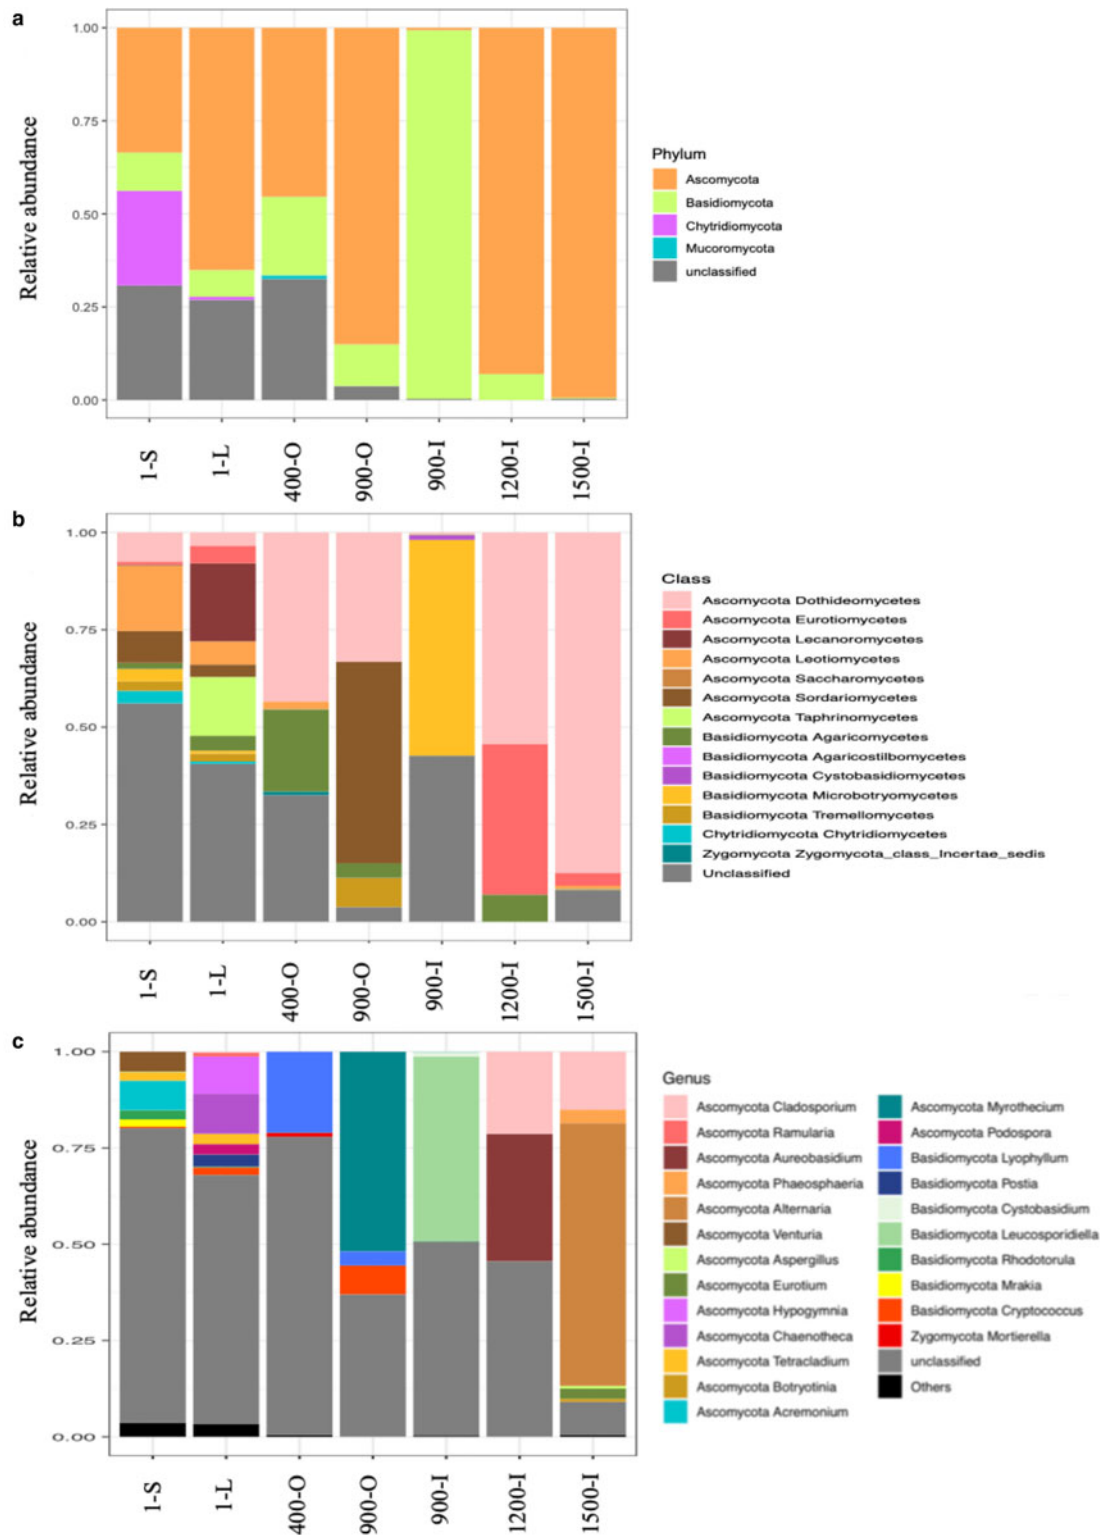 a
1.00
0.75
0.50
0.25
0.00
Relative abundance
1-S
1-L
400-O
900-O
900-I
1200-I
1500-I
Phylum
Ascomycota
Basidiomycota
Chytridiomycota
Mucoromycota
unclassified
b
1.00
0.75
0.50
0.25
0.00
Relative abundance
1-S
1-L
400-O
900-O
900-I
1200-I
1500-I
Class
Ascomycota Dothideomycetes
Ascomycota Eurotiomycetes
Ascomycota Lecanoromycetes
Ascomycota Leotiomycetes
Ascomycota Saccharomycetes
Ascomycota Sordariomycetes
Ascomycota Taphrinomycetes
Basidiomycota Agaricomycetes
Basidiomycota Agaricostilbomycetes
Basidiomycota Cystobasidiomycetes
Basidiomycota Microbotryomycetes
Basidiomycota Tremellomycetes
Chytridiomycota Chytridiomycetes
Zygomycota Zygomycota_class_Incertae_sedis
Unclassified
c
1.00
0.75
0.50
0.25
0.00
Relative abundance
1-S
1-L
400-O
900-O
900-I
1200-I
1500-I
Genus
Ascomycota Cladosporium
Ascomycota Ramularia
Ascomycota Aureobasidium
Ascomycota Phaeosphaeria
Ascomycota Alternaria
Ascomycota Venturia
Ascomycota Aspergillus
Ascomycota Eurotium
Ascomycota Hypogymnia
Ascomycota Chaenotheca
Ascomycota Tetracladium
Ascomycota Botryotinia
Ascomycota Acremonium
Ascomycota Myrothecium
Ascomycota Podospora
Basidiomycota Lyophyllum
Basidiomycota Postia
Basidiomycota Cystobasidium
Basidiomycota Leucosporidiella
Basidiomycota Rhodotorula
Basidiomycota Mrakia
Basidiomycota Cryptococcus
Zygomycota Mortierella
unclassified
Others